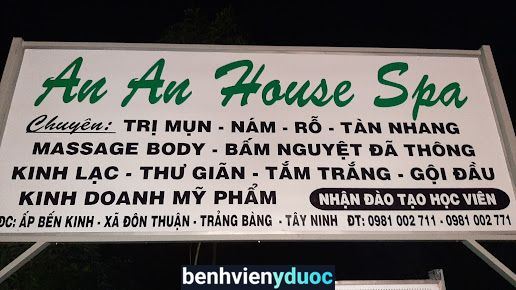 An An House Spa
Chuyên: TRỊ MỤN - NÁM - RỖ - TÀN NHANG
MASSAGE BODY - BẤM NGUYỆT ĐÃ THÔNG
KINH LẠC - THƯ GIÃN - TẮM TRẮNG - GỘI ĐẦU
KINH DOANH MỸ PHẨM NHẬN ĐÀO TẠO HỌC VIÊN
ĐC: ẤP BẾN KINH - XÃ ĐÔN THUẬN - TRẢNG BÀNG - TÂY NINH ĐT: 0981 002 711 - 0981 002 771
benhvienyduoc